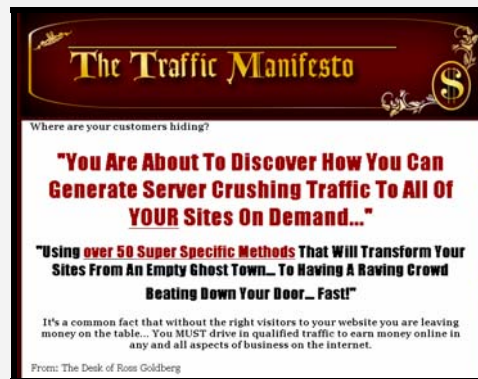 The Traffic Manifesto
$
Where are your customers hiding?
"You Are About To Discover How You Can
Generate Server Crushing Traffic To All Of
YOUR Sites On Demand..."
"Using over 50 Super Specific Methods That Will Transform Your
Sites From An Empty Ghost Town... To Having A Raving Crowd
Beating Down Your Door... Fast!"
It's a common fact that without the right visitors to your website you are leaving
money on the table... You MUST drive in qualified traffic to earn money online in
any and all aspects of business on the internet.
From: The Desk of Ross Goldberg